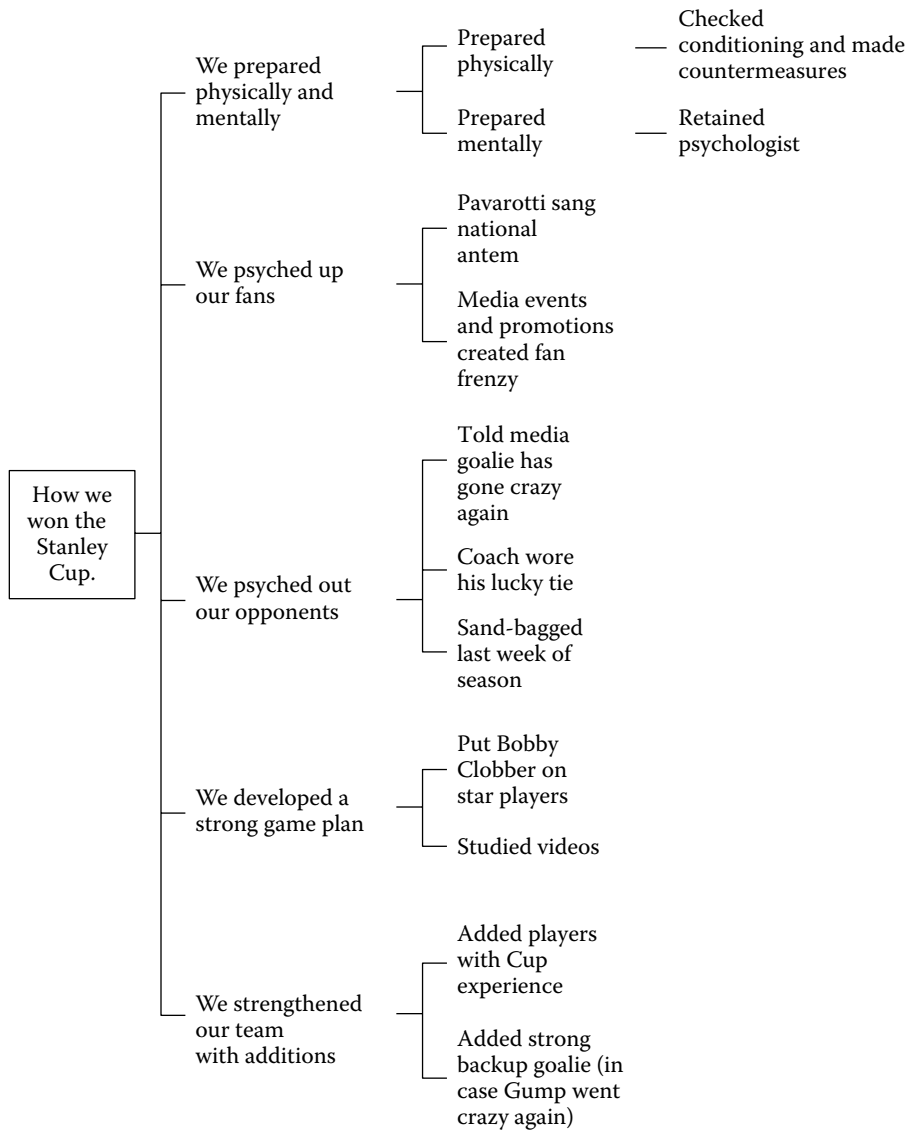 How we
won the
Stanley
Cup.
We prepared
physically and
mentally
Prepared
physically
Checked
conditioning and made
countermeasures
Prepared
mentally
Retained
psychologist
We psyched up
our fans
Pavarotti sang
national
antem
Media events
and promotions
created fan
frenzy
We psyched out
our opponents
Told media
goalie has
gone crazy
again
Coach wore
his lucky tie
Sand-bagged
last week of
season
We developed a
strong game plan
Put Bobby
Clobber on
star players
Studied videos
We strengthened
our team
with additions
Added players
with Cup
experience
Added strong
backup goalie (in
case Gump went
crazy again)